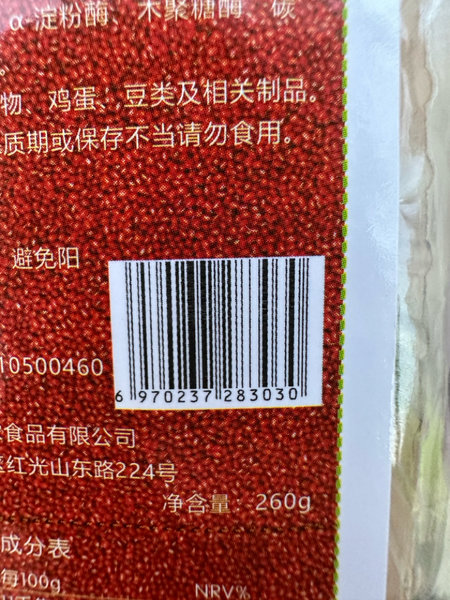 α-淀粉酶、木聚糖酶、碳
物、鸡蛋、豆类及相关制品。
质期或保存不当请勿食用。
避免阳
10500460
6 970237 283030
食品有限公司
红光山东路224号
净含量：260g
成分表
每100g
NRV%